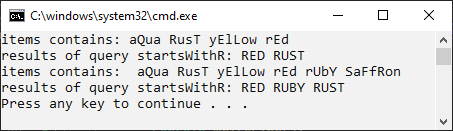 C:\windows\system32\cmd.exe
items contains: aQua RusT yElLow rEd
results of query startsWithR: RED RUST
items contains:  aQua RusT yElLow rEd rUbY SaFfRon
results of query startsWithR: RED RUBY RUST
Press any key to continue . . .